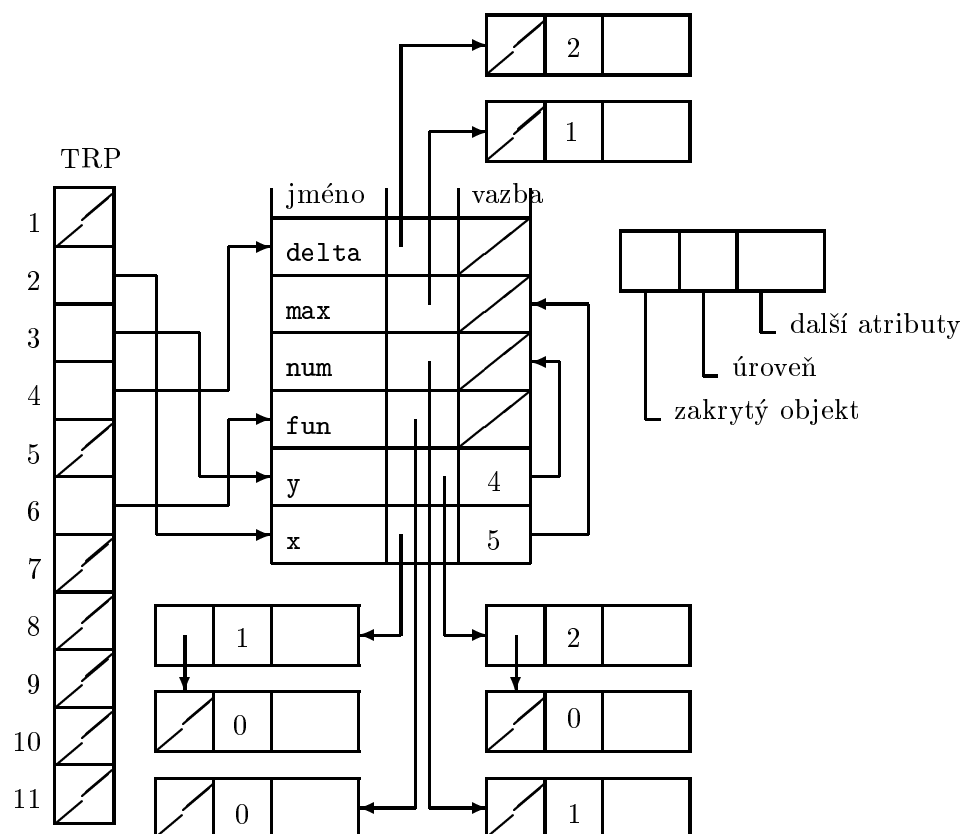 2
1
TRP
jméno vazba
1
delta
2
max
3
další atributy
num
úroveň
4
zakrytý objekt
fun
5
y 4
6
x 5
7
8
1 2
9
0 0
10
11
0 1